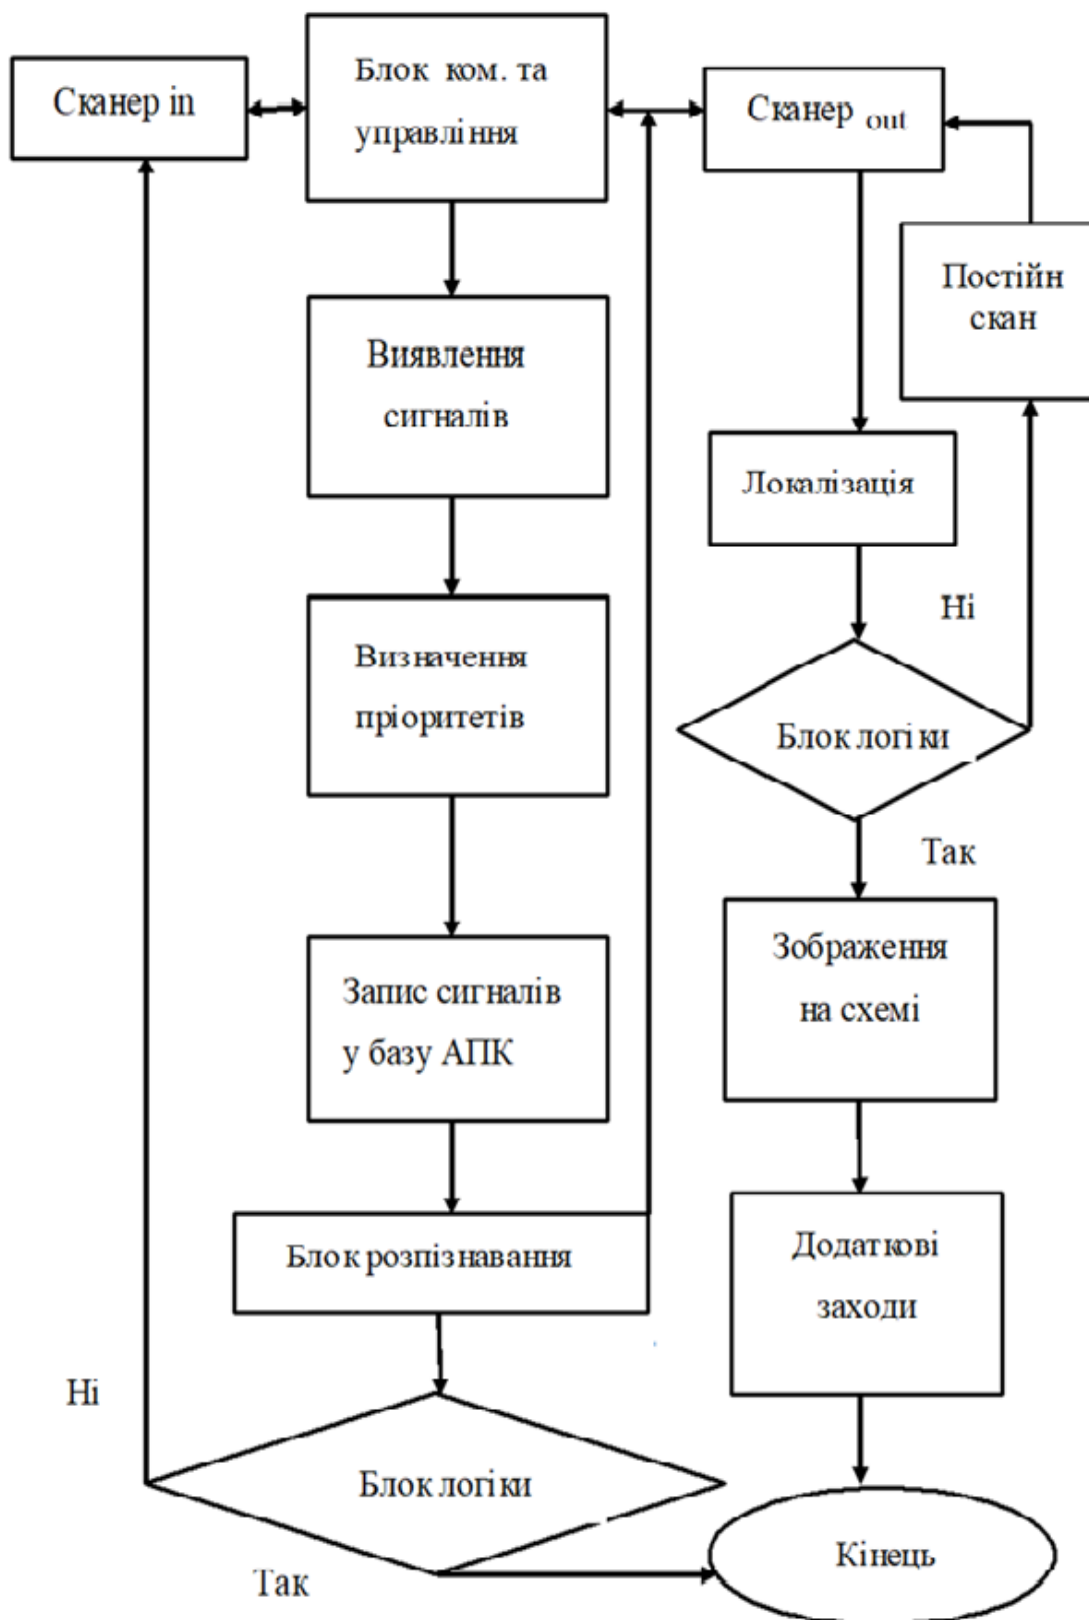 Сканер in
Блок ком. та
управління
Сканер out
Постійн
скан
Виявлення
сигналів
Локалізація
Ні
Визначення
пріоритетів
Блок логіки
Так
Запис сигналів
у базу АПК
Зображення
на схемі
Блок розпізнавання
Додаткові
заходи
Ні
Блок логіки
Так
Кінець